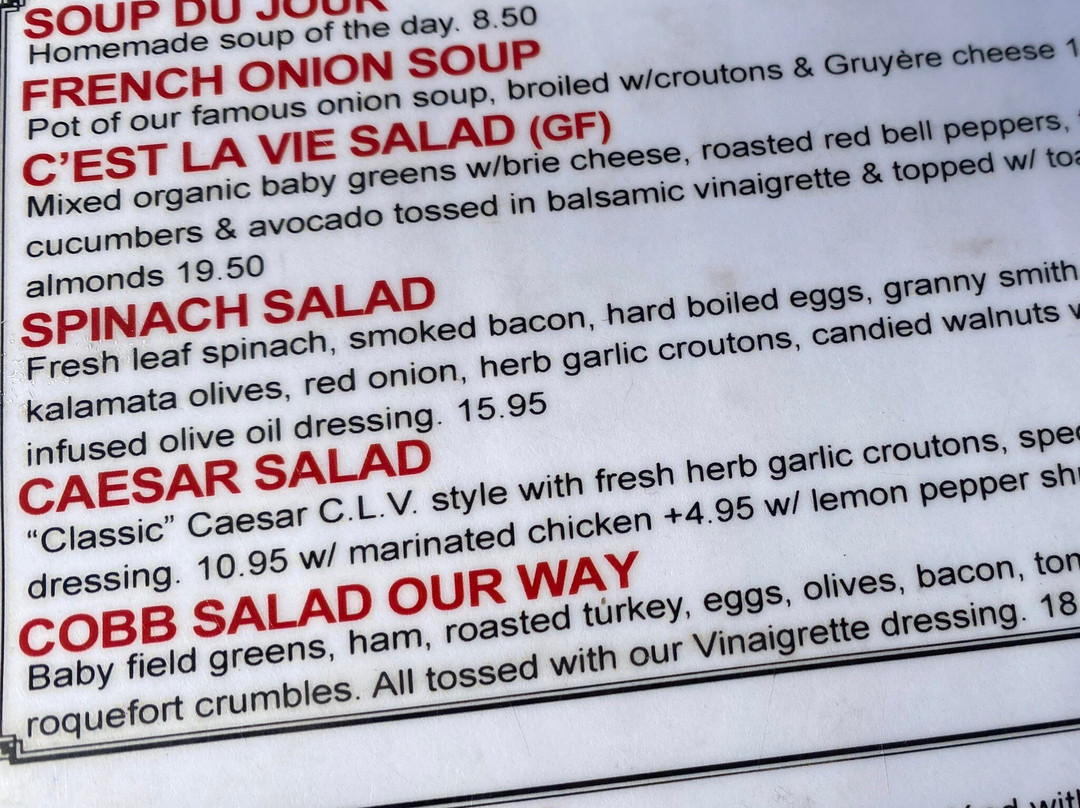 SOUP DU JOUR
Homemade soup of the day. 8.50
FRENCH ONION SOUP
Pot of our famous onion soup, broiled w/croutons & Gruyère cheese 1
C'EST LA VIE SALAD (GF)
Mixed organic baby greens w/brie cheese, roasted red bell peppers,
cucumbers & avocado tossed in balsamic vinaigrette & topped w/ toa
almonds 19.50
SPINACH SALAD
Fresh leaf spinach, smoked bacon, hard boiled eggs, granny smith
kalamata olives, red onion, herb garlic croutons, candied walnuts
infused olive oil dressing. 15.95
CAESAR SALAD
“Classic” Caesar C.L.V. style with fresh herb garlic croutons, spec
dressing. 10.95 w/ marinated chicken +4.95 w/ lemon pepper shr
COBB SALAD OUR WAY
Baby field greens, ham, roasted turkey, eggs, olives, bacon, tom
roquefort crumbles. All tossed with our Vinaigrette dressing. 18
with